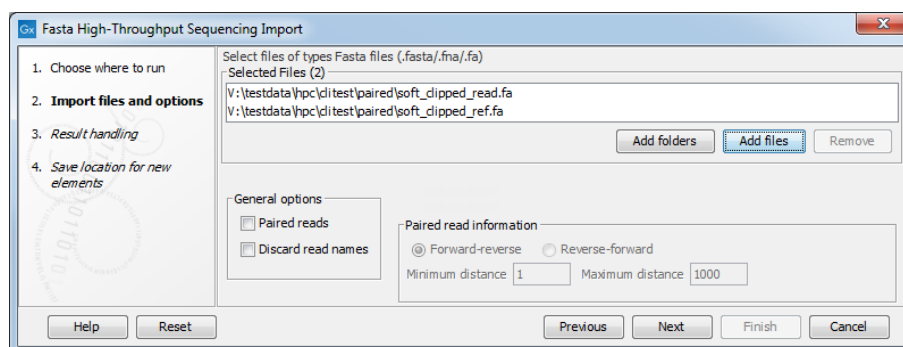 Gx Fasta High-Throughput Sequencing Import
1. Choose where to run
2. Import files and options
3. Result handling
4. Save location for new
elements
Select files of types Fasta files (.fasta/.fna/.fa)
Selected Files (2)
V:\testdata\hpc\clitest\paired\soft_clipped_read.fa
V:\testdata\hpc\clitest\paired\soft_clipped_ref.fa
Add folders Add files Remove
General options
Paired reads
Discard read names
Paired read information
Forward-reverse Reverse-forward
Minimum distance 1 Maximum distance 1000
Help Reset Previous Next Finish Cancel